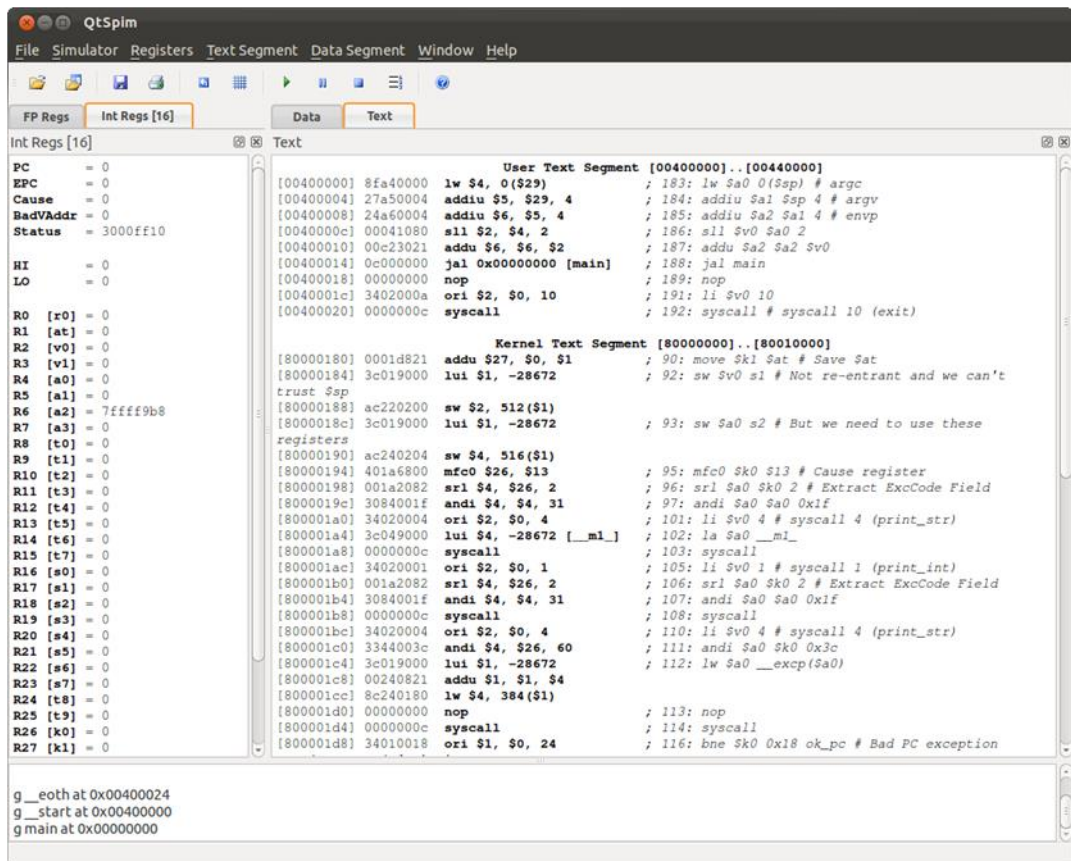 QtSpim
File Simulator Registers Text Segment Data Segment Window Help
FP Regs Int Regs [16] Data Text
Int Regs [16]
PC = 0
EPC = 0
Cause = 0
BadVAddr = 0
Status = 3000ff10
HI = 0
LO = 0
R0 [r0] = 0
R1 [at] = 0
R2 [v0] = 0
R3 [v1] = 0
R4 [a0] = 0
R5 [a1] = 0
R6 [a2] = 7ffff9b8
R7 [a3] = 0
R8 [t0] = 0
R9 [t1] = 0
R10 [t2] = 0
R11 [t3] = 0
R12 [t4] = 0
R13 [t5] = 0
R14 [t6] = 0
R15 [t7] = 0
R16 [s0] = 0
R17 [s1] = 0
R18 [s2] = 0
R19 [s3] = 0
R20 [s4] = 0
R21 [s5] = 0
R22 [s6] = 0
R23 [s7] = 0
R24 [t8] = 0
R25 [t9] = 0
R26 [k0] = 0
R27 [k1] = 0
Text
User Text Segment [00400000]..[00440000]
[00400000] 8fa40000 lw $4, 0($29) ; 183: lw $a0 0($sp) # argc
[00400004] 27a50004 addiu $5, $29, 4 ; 184: addiu $a1 $sp 4 # argv
[00400008] 24a60004 addiu $6, $5, 4 ; 185: addiu $a2 $a1 4 # envp
[0040000c] 00041080 sll $2, $4, 2 ; 186: sll $v0 $a0 2
[00400010] 00c23021 addu $6, $6, $2 ; 187: addu $a2 $a2 $v0
[00400014] 0c000000 jal 0x00000000 [main] ; 188: jal main
[00400018] 00000000 nop ; 189: nop
[0040001c] 3402000a ori $2, $0, 10 ; 191: li $v0 10
[00400020] 0000000c syscall ; 192: syscall # syscall 10 (exit)
Kernel Text Segment [80000000]..[80010000]
[80000180] 0001d821 addu $27, $0, $1 ; 90: move $k1 $at # Save $at
[80000184] 3c019000 lui $1, -28672 ; 92: sw $v0 s1 # Not re-entrant and we can't
trust $sp
[80000188] ac220200 sw $2, 512($1)
[8000018c] 3c019000 lui $1, -28672 ; 93: sw $a0 s2 # But we need to use these
registers
[80000190] ac240204 sw $4, 516($1)
[80000194] 401a6800 mfc0 $26, $13 ; 95: mfc0 $k0 $13 # Cause register
[80000198] 001a2082 srl $4, $26, 2 ; 96: srl $a0 $k0 2 # Extract ExcCode Field
[8000019c] 3084001f andi $4, $4, 31 ; 97: andi $a0 $a0 0x1f
[800001a0] 34020004 ori $2, $0, 4 ; 101: li $v0 4 # syscall 4 (print_str)
[800001a4] 3c049000 lui $4, -28672 [__m1_] ; 102: la $a0 __m1_
[800001a8] 0000000c syscall ; 103: syscall
[800001ac] 34020001 ori $2, $0, 1 ; 105: li $v0 1 # syscall 1 (print_int)
[800001b0] 001a2082 srl $4, $26, 2 ; 106: srl $a0 $k0 2 # Extract ExcCode Field
[800001b4] 3084001f andi $4, $4, 31 ; 107: andi $a0 $a0 0x1f
[800001b8] 0000000c syscall ; 108: syscall
[800001bc] 34020004 ori $2, $0, 4 ; 110: li $v0 4 # syscall 4 (print_str)
[800001c0] 3344003c andi $4, $26, 60 ; 111: andi $a0 $k0 0x3c
[800001c4] 3c019000 lui $1, -28672 ; 112: lw $a0 __excp($a0)
[800001c8] 00240821 addu $1, $1, $4
[800001cc] 8c240180 lw $4, 384($1)
[800001d0] 00000000 nop ; 113: nop
[800001d4] 0000000c syscall ; 114: syscall
[800001d8] 34010018 ori $1, $0, 24 ; 116: bne $k0 0x18 ok_pc # Bad PC exception
g __eoth at 0x00400024
g __start at 0x00400000
g main at 0x00000000